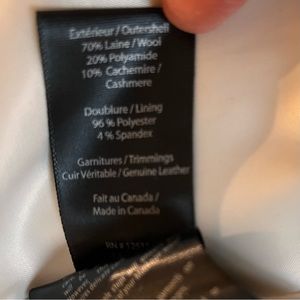 Extérieur / Outershell
70% Laine / Wool
20% Polyamide
10% Cachemire /
Cashmere
Doublure / Lining
96 % Polyester
4 % Spandex
Garnitures / Trimmings
Cuir Véritable / Genuine Leather
Fait au Canada /
Made in Canada
RN #